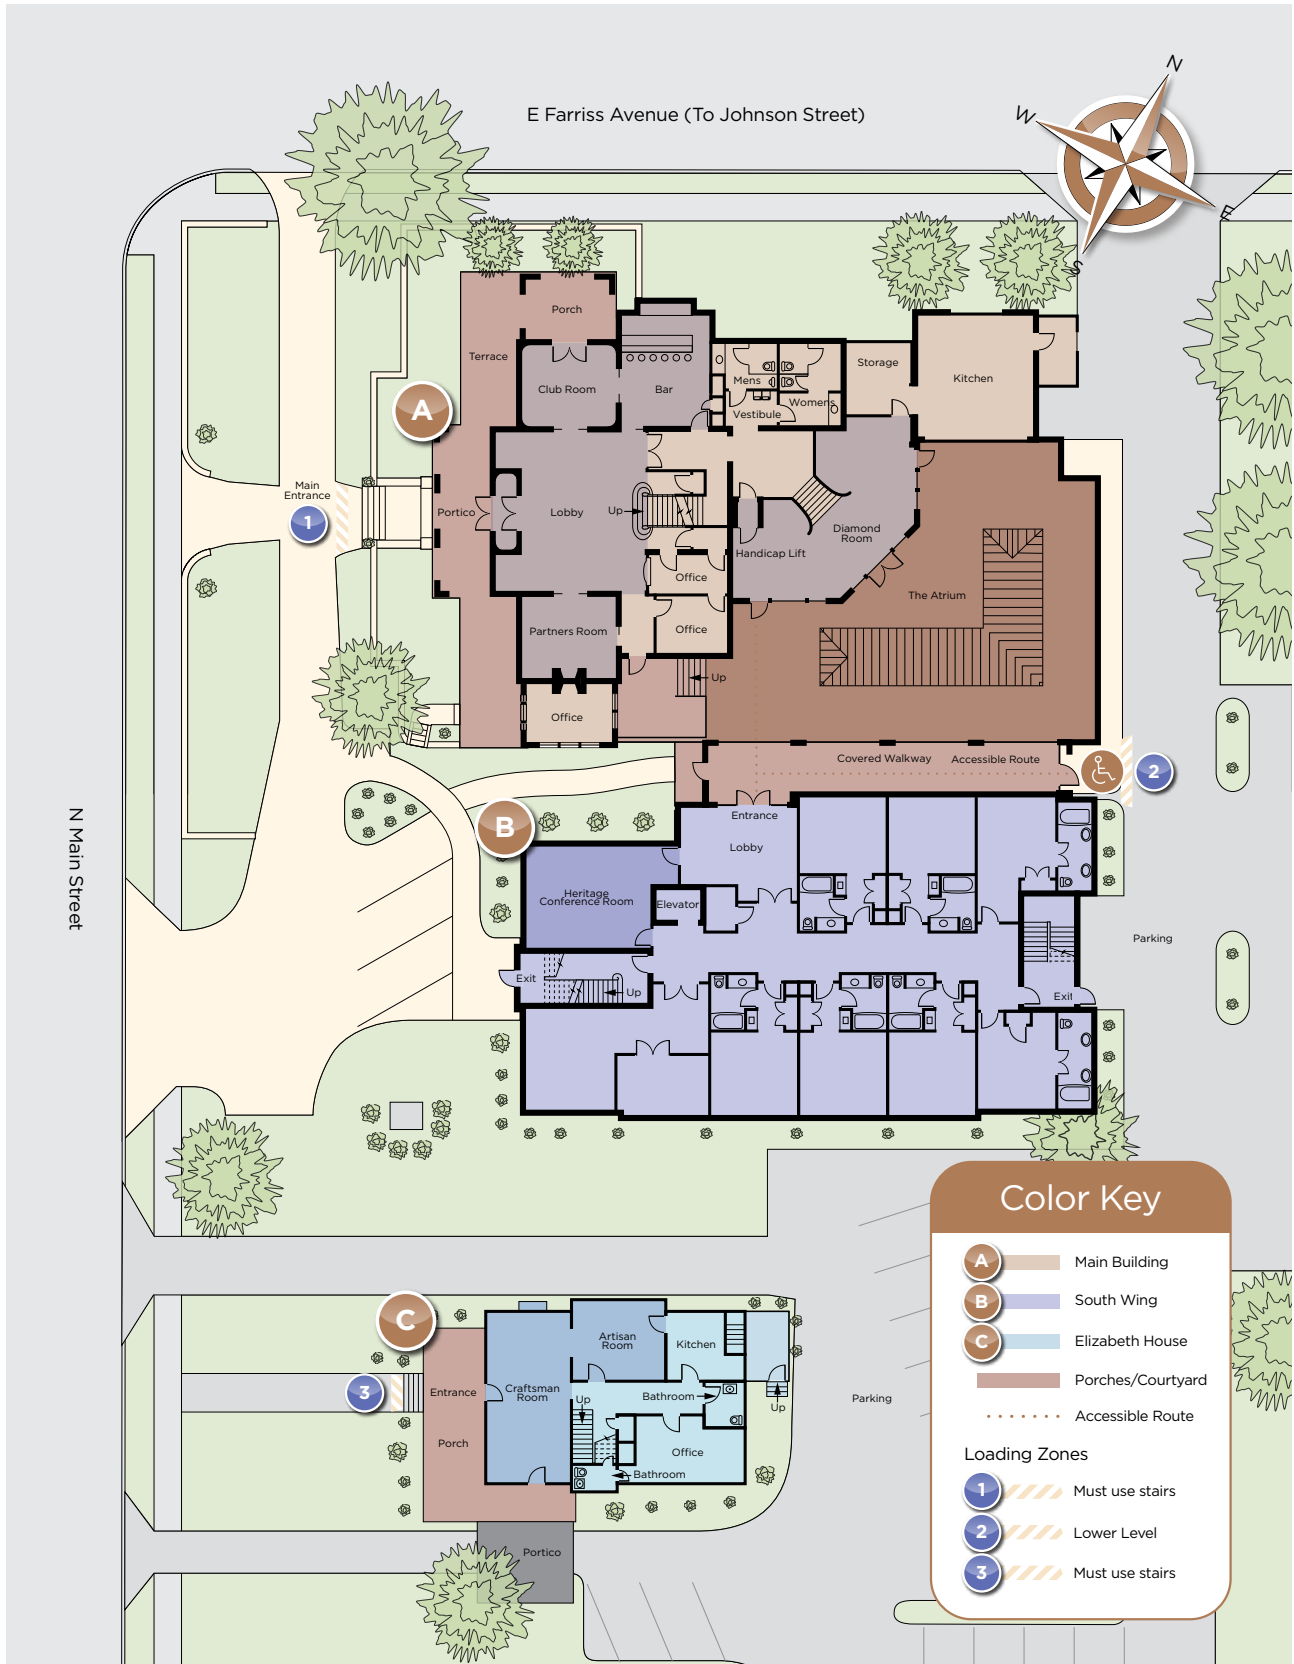 N
E Farriss Avenue (To Johnson Street)
W
E
S
Porch
Terrace
Storage
Club Room
Bar
Mens
Kitchen
A
Womens
Vestibule
Main
Entrance
1
Portico
Lobby
Up
Diamond
Room
Handicap Lift
Office
The Atrium
Partners Room
Office
Up
Office
Covered Walkway
Accessible Route
2
N Main Street
B
Entrance
Lobby
Heritage
Conference Room
Elevator
Parking
Exit
Up
Exit
Color Key
A
Main Building
B
South Wing
C
Elizabeth House
Porches/Courtyard
Accessible Route
Loading Zones
1
Must use stairs
2
Lower Level
3
Must use stairs
C
Artisan
Room
Kitchen
3
Entrance
Craftsman
Room
Bathroom
Up
Up
Parking
Porch
Office
Bathroom
Portico